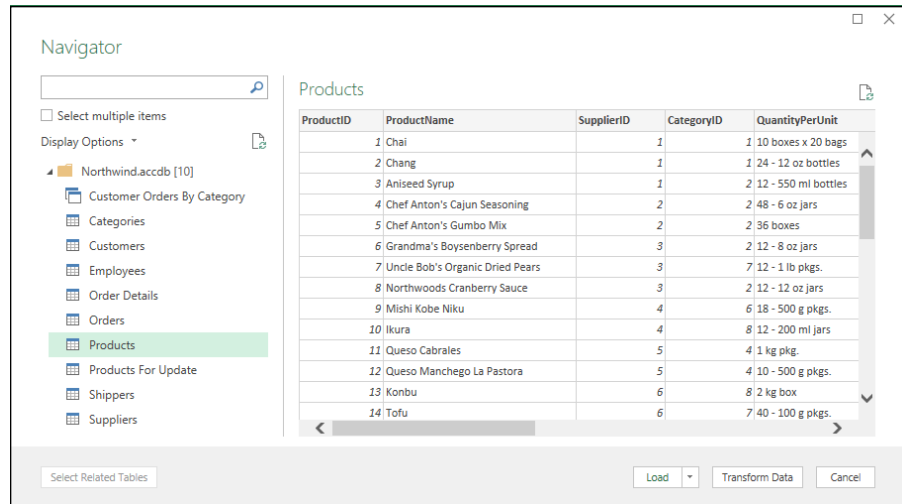 Navigator
Select multiple items
Display Options
Northwind.accdb [10]
Customer Orders By Category
Categories
Customers
Employees
Order Details
Orders
Products
Products For Update
Shippers
Suppliers
Products
ProductID ProductName SupplierID CategoryID QuantityPerUnit
1 Chai 1 1 10 boxes x 20 bags
2 Chang 1 1 24 - 12 oz bottles
3 Aniseed Syrup 1 2 12 - 550 ml bottles
4 Chef Anton's Cajun Seasoning 2 2 48 - 6 oz jars
5 Chef Anton's Gumbo Mix 2 2 36 boxes
6 Grandma's Boysenberry Spread 3 2 12 - 8 oz jars
7 Uncle Bob's Organic Dried Pears 3 7 12 - 1 lb pkgs.
8 Northwoods Cranberry Sauce 3 2 12 - 12 oz jars
9 Mishi Kobe Niku 4 6 18 - 500 g pkgs.
10 Ikura 4 8 12 - 200 ml jars
11 Queso Cabrales 5 4 1 kg pkg.
12 Queso Manchego La Pastora 5 4 10 - 500 g pkgs.
13 Konbu 6 8 2 kg box
14 Tofu 6 7 40 - 100 g pkgs.
Select Related Tables
Load
Transform Data
Cancel